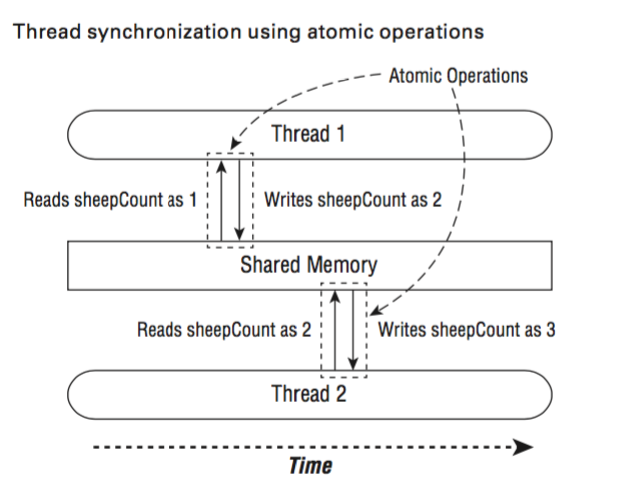 Thread synchronization using atomic operations
Atomic Operations
Thread 1
Reads sheepCount as 1
Writes sheepCount as 2
Shared Memory
Reads sheepCount as 2
Writes sheepCount as 3
Thread 2
Time